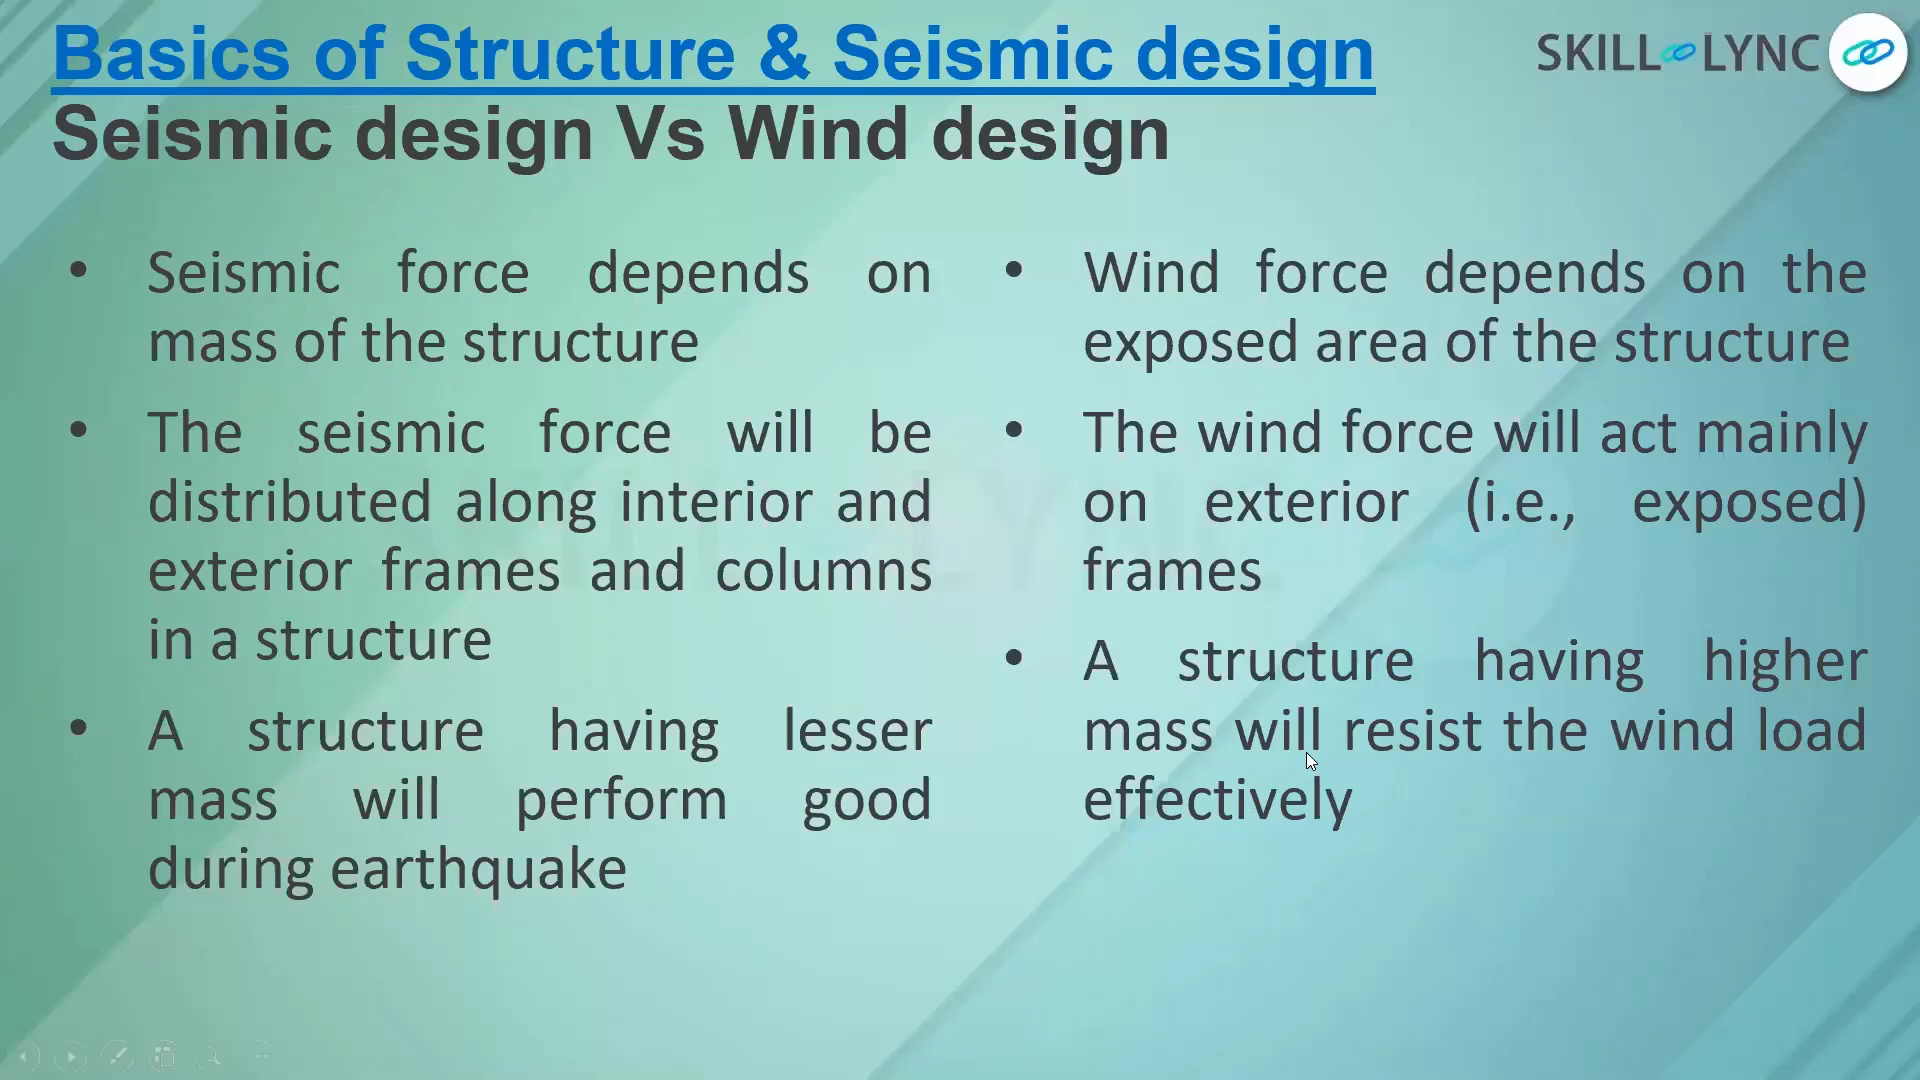 Basics of Structure & Seismic design
SKILL LYNC
Seismic design Vs Wind design
• Seismic force depends on
mass of the structure
• The seismic force will be
distributed along interior and
exterior frames and columns
in a structure
• A structure having lesser
mass will perform good
during earthquake
• Wind force depends on the
exposed area of the structure
• The wind force will act mainly
on exterior (i.e., exposed)
frames
• A structure having higher
mass will resist the wind load
effectively